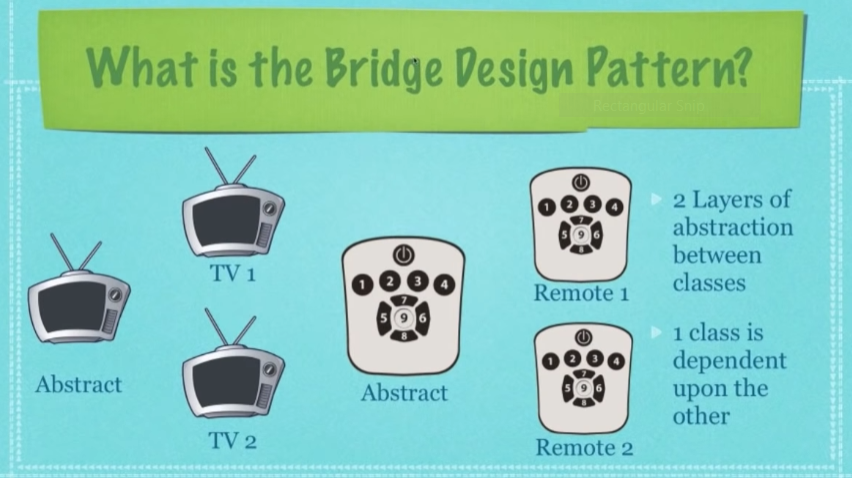 What is the Bridge Design Pattern?
Rectangular Snip
TV 1
Abstract
TV 2
1 2 3 4
7
5 9 6
8
Abstract
1 2 3 4
7
5 9 6
8
Remote 1
1 2 3 4
7
5 9 6
8
Remote 2
2 Layers of
abstraction
between
classes
1 class is
dependent
upon the
other